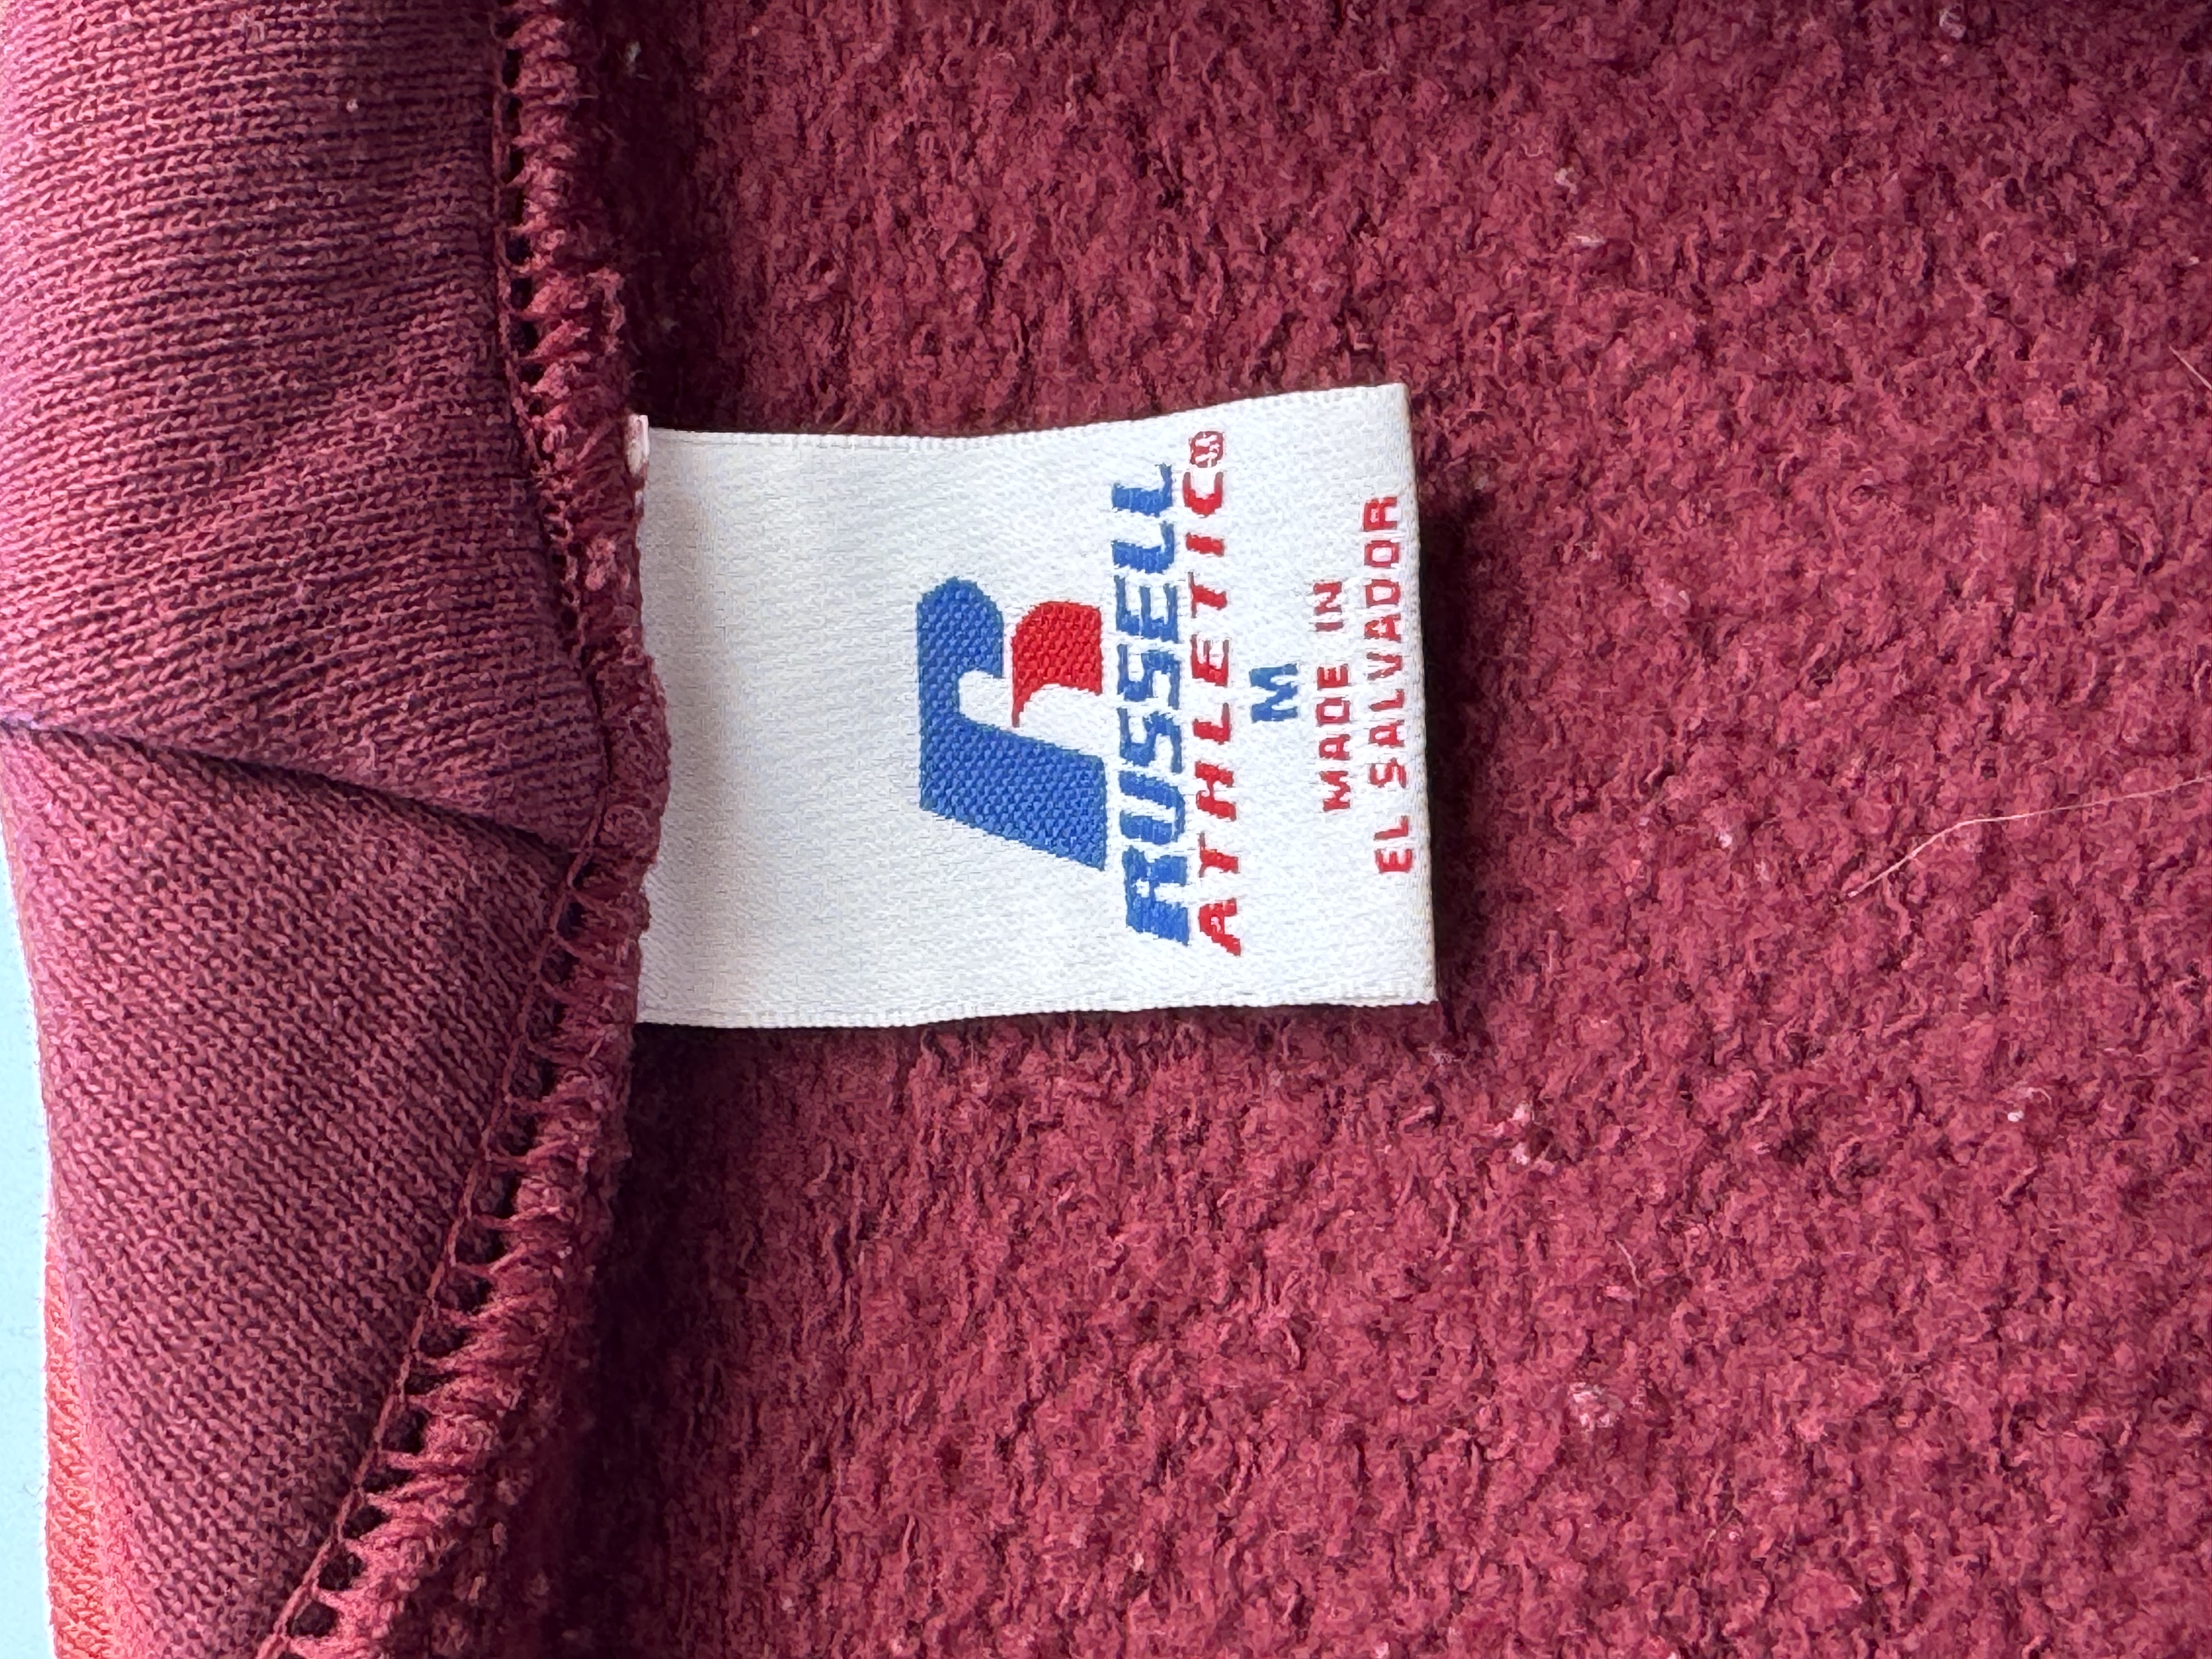 RUSSELL
ATHLETIC®
M
MADE IN
EL SALVADOR